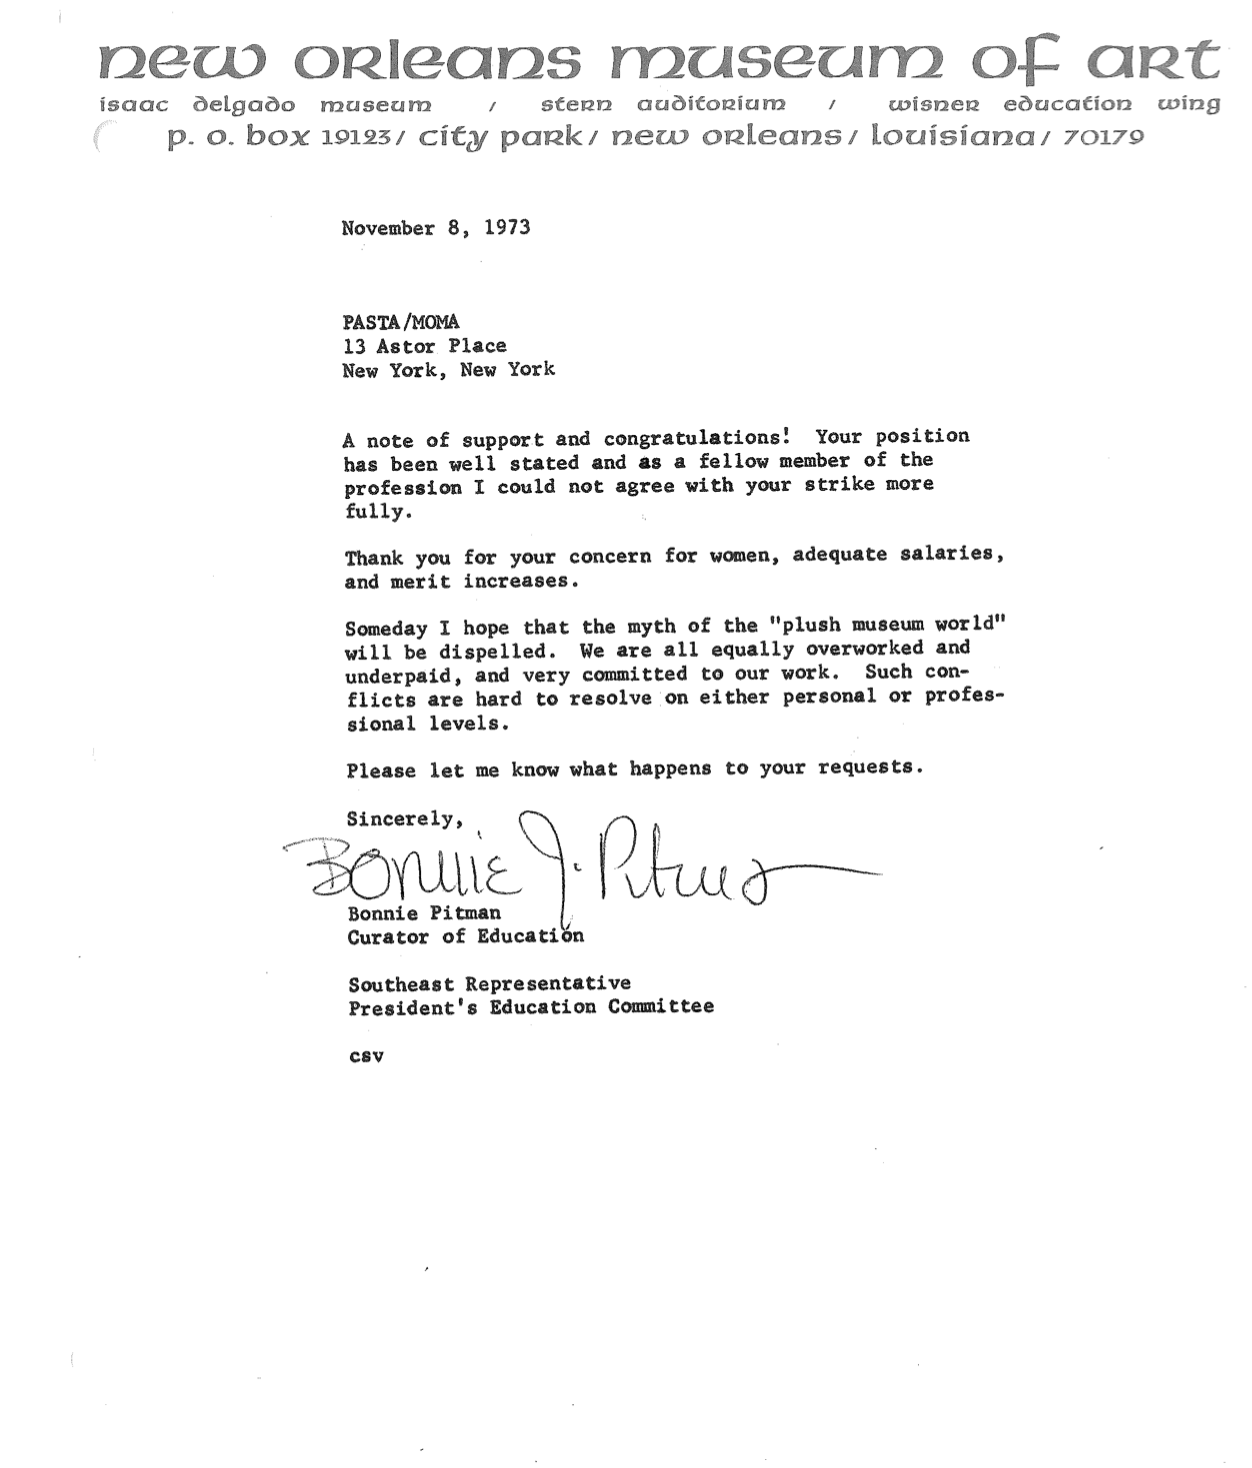 new orleans museum of art
isaac delgado museum / stern auditorium / wisner education wing
p. o. box 19123/ city park/ new orleans/ louisiana/ 70179
November 8, 1973
PASTA/MOMA
13 Astor Place
New York, New York
A note of support and congratulations! Your position
has been well stated and as a fellow member of the
profession I could not agree with your strike more
fully.
Thank you for your concern for women, adequate salaries,
and merit increases.
Someday I hope that the myth of the "plush museum world"
will be dispelled. We are all equally overworked and
underpaid, and very committed to our work. Such con-
flicts are hard to resolve on either personal or profes-
sional levels.
Please let me know what happens to your requests.
Sincerely,
Bonnie J. Pitman
Bonnie Pitman
Curator of Education
Southeast Representative
President's Education Committee
csv